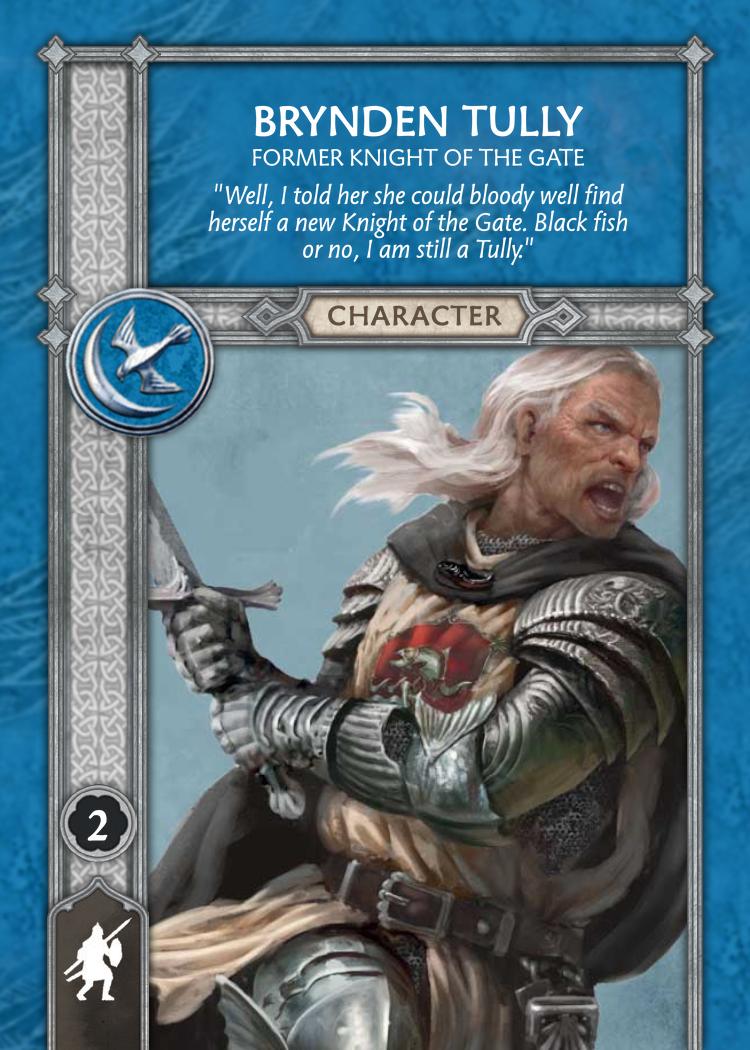 BRYNDEN TULLY
FORMER KNIGHT OF THE GATE
"Well, I told her she could bloody well find
herself a new Knight of the Gate. Black fish
or no, I am still a Tully."
CHARACTER
2